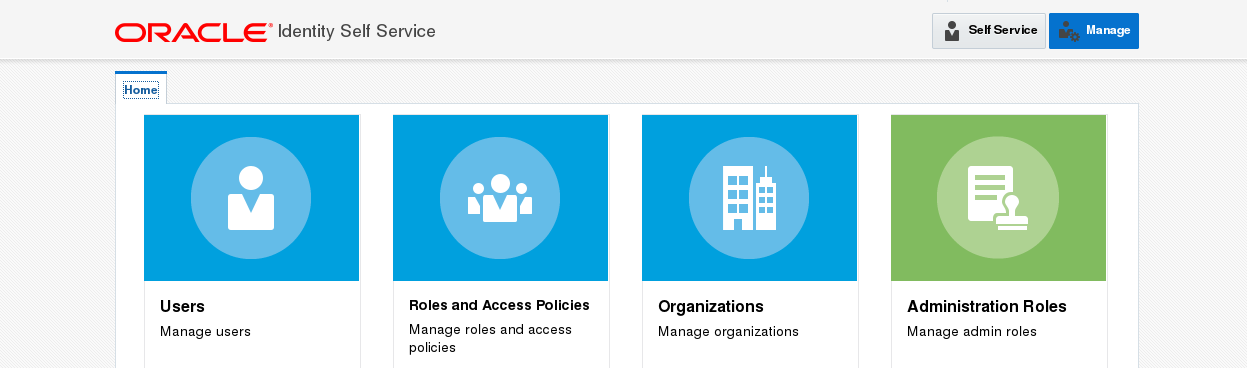 ORACLE® Identity Self Service
Self Service
Manage
Home
Users
Manage users
Roles and Access Policies
Manage roles and access
policies
Organizations
Manage organizations
Administration Roles
Manage admin roles